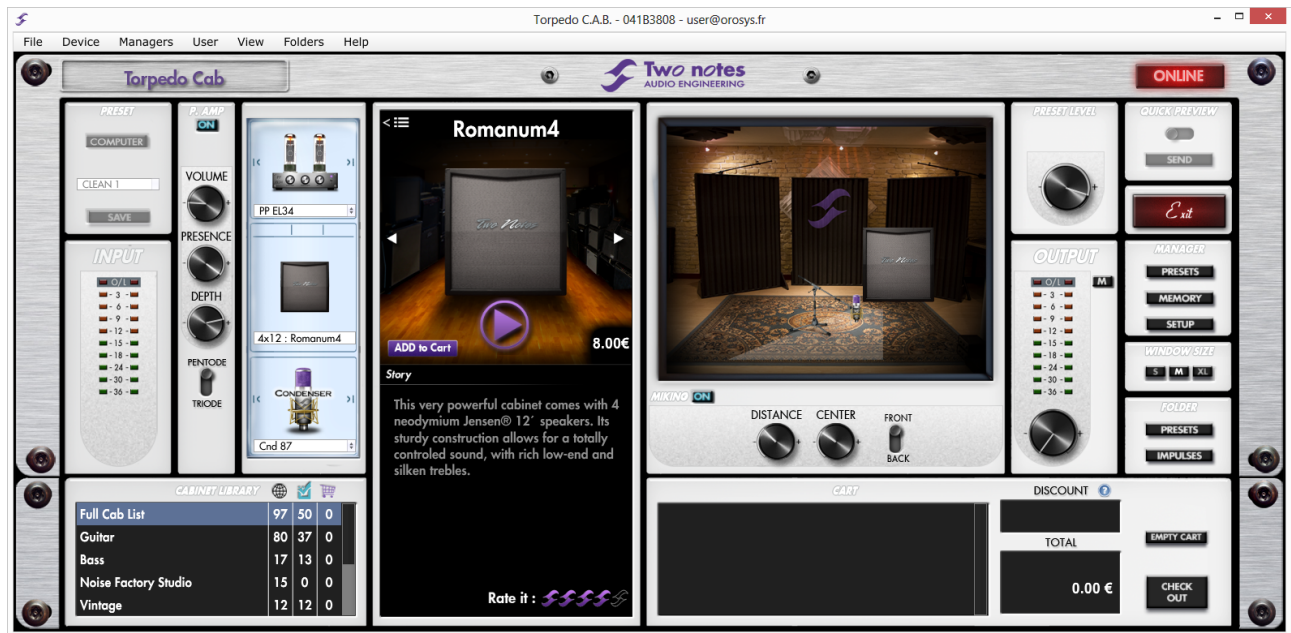 Torpedo C.A.B. - 041B3808 - user@orosys.fr
File Device Managers User View Folders Help
Torpedo Cab
Two notes
AUDIO ENGINEERING
ONLINE
PRESET
COMPUTER
CLEAN 1
SAVE
INPUT
O/L
- 3 -
- 6 -
- 9 -
-12 -
-15 -
-18 -
-24 -
-30 -
-36 -
P. AMP
ON
VOLUME
PRESENCE
DEPTH
PENTODE
TRIODE
PP EL34
4x12 : Romanum4
CONDENSER
Cnd 87
Romanum4
Two Notes
ADD to Cart
8.00€
Story
This very powerful cabinet comes with 4
neodymium Jensen® 12´ speakers. Its
sturdy construction allows for a totally
controled sound, with rich low-end and
silken trebles.
Rate it :
MIKING ON
DISTANCE
CENTER
FRONT
BACK
PRESET LEVEL
OUTPUT
O/L
M
- 3 -
- 6 -
- 9 -
-12 -
-15 -
-18 -
-24 -
-30 -
-36 -
QUICK PREVIEW
SEND
Exit
MANAGER
PRESETS
MEMORY
SETUP
WINDOW SIZE
S M XL
FOLDER
PRESETS
IMPULSES
CABINET LIBRARY
Full Cab List 97 50 0
Guitar 80 37 0
Bass 17 13 0
Noise Factory Studio 15 0 0
Vintage 12 12 0
CART
DISCOUNT ?
TOTAL
0.00 €
EMPTY CART
CHECK
OUT